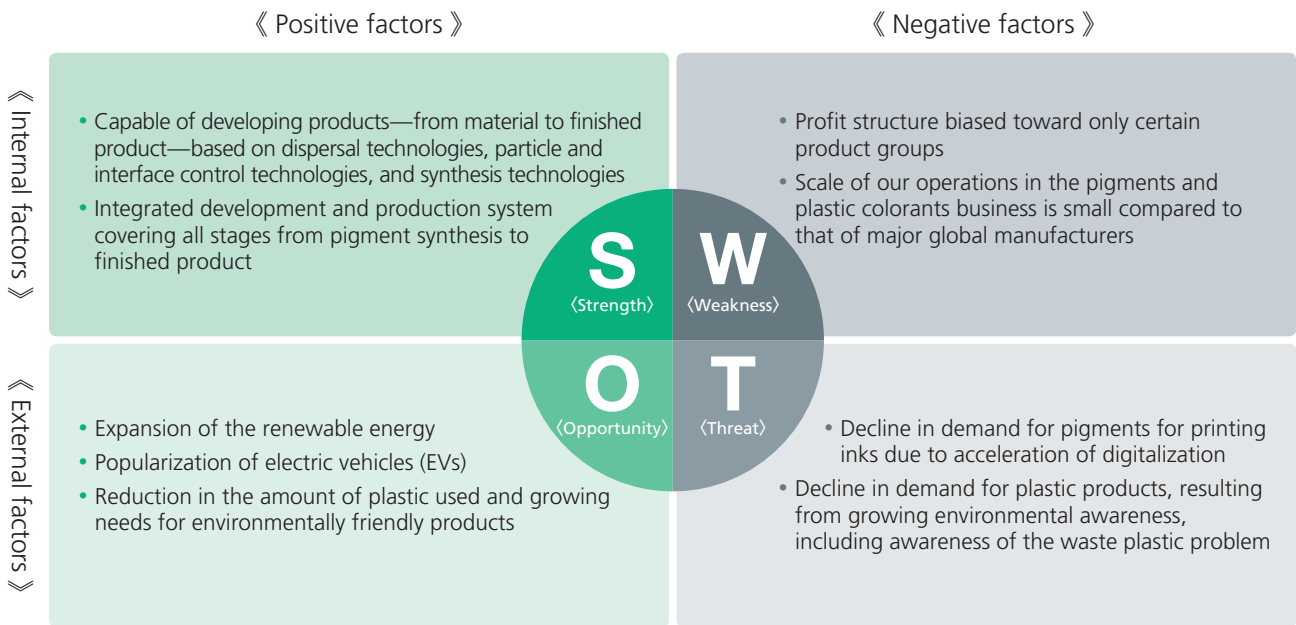 《 Positive factors 》
《 Negative factors 》
《 Internal factors 》
• Capable of developing products—from material to finished
product—based on dispersal technologies, particle and
interface control technologies, and synthesis technologies
• Integrated development and production system
covering all stages from pigment synthesis to
finished product
• Profit structure biased toward only certain
product groups
• Scale of our operations in the pigments and
plastic colorants business is small compared to
that of major global manufacturers
S
〈Strength〉
W
〈Weakness〉
O
〈Opportunity〉
T
〈Threat〉
《 External factors 》
• Expansion of the renewable energy
• Popularization of electric vehicles (EVs)
• Reduction in the amount of plastic used and growing
needs for environmentally friendly products
• Decline in demand for pigments for printing
inks due to acceleration of digitalization
• Decline in demand for plastic products, resulting
from growing environmental awareness,
including awareness of the waste plastic problem